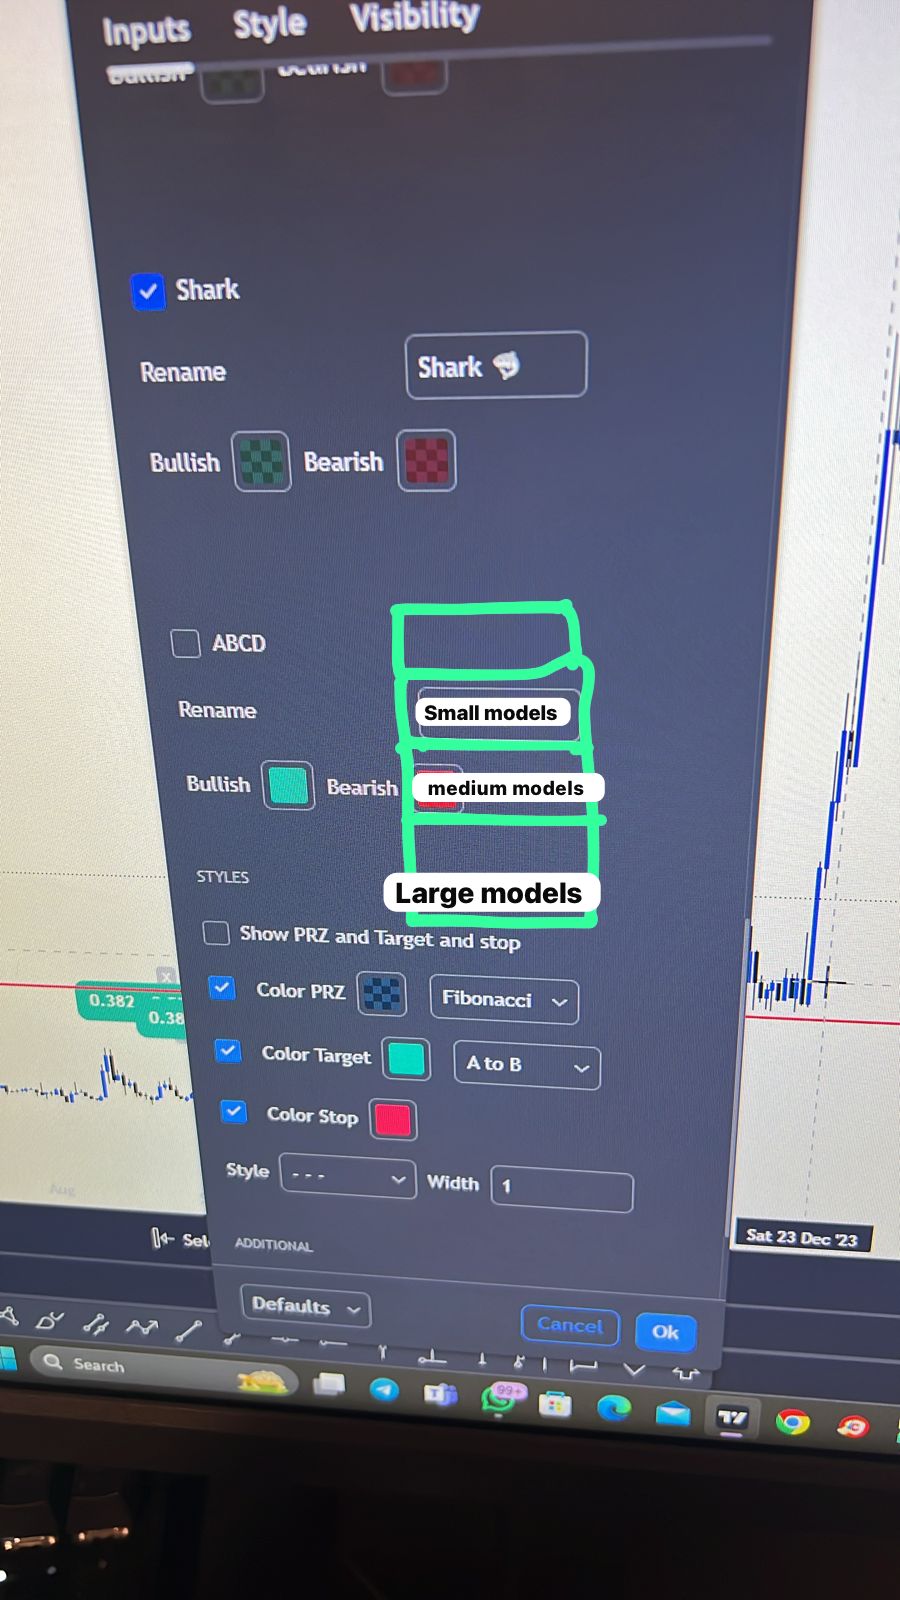 Inputs Style Visibility
Bullish Bearish
Shark
Rename Shark
Bullish Bearish
ABCD
Rename Small models
Bullish Bearish medium models
STYLES
Large models
Show PRZ and Target and stop
Color PRZ Fibonacci
Color Target A to B
Color Stop
Style - - - Width 1
ADDITIONAL
Defaults Cancel Ok
x
0.382
0.38
Aug
Sel
Sat 23 Dec '23
Search
99+